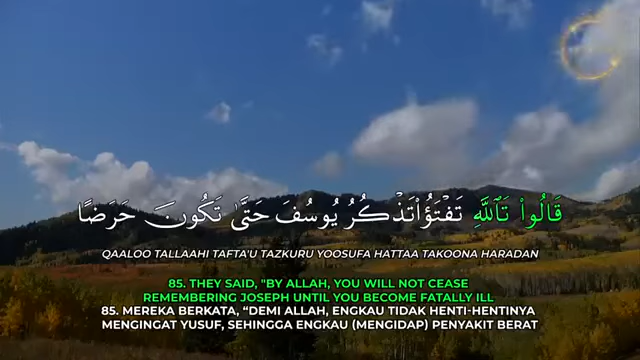 قَالُوا۟ تَٱللَّهِ تَفْتَؤُا۟ تَذْكُرُ يُوسُفَ حَتَّىٰ تَكُونَ حَرَضًا
QAALOO TALLAAHI TAFTA'U TAZKURU YOOSUFA HATTAA TAKOONA HARADAN
85. THEY SAID, "BY ALLAH, YOU WILL NOT CEASE
REMEMBERING JOSEPH UNTIL YOU BECOME FATALLY ILL
85. MEREKA BERKATA, “DEMI ALLAH, ENGKAU TIDAK HENTI-HENTINYA
MENGINGAT YUSUF, SEHINGGA ENGKAU (MENGIDAP) PENYAKIT BERAT